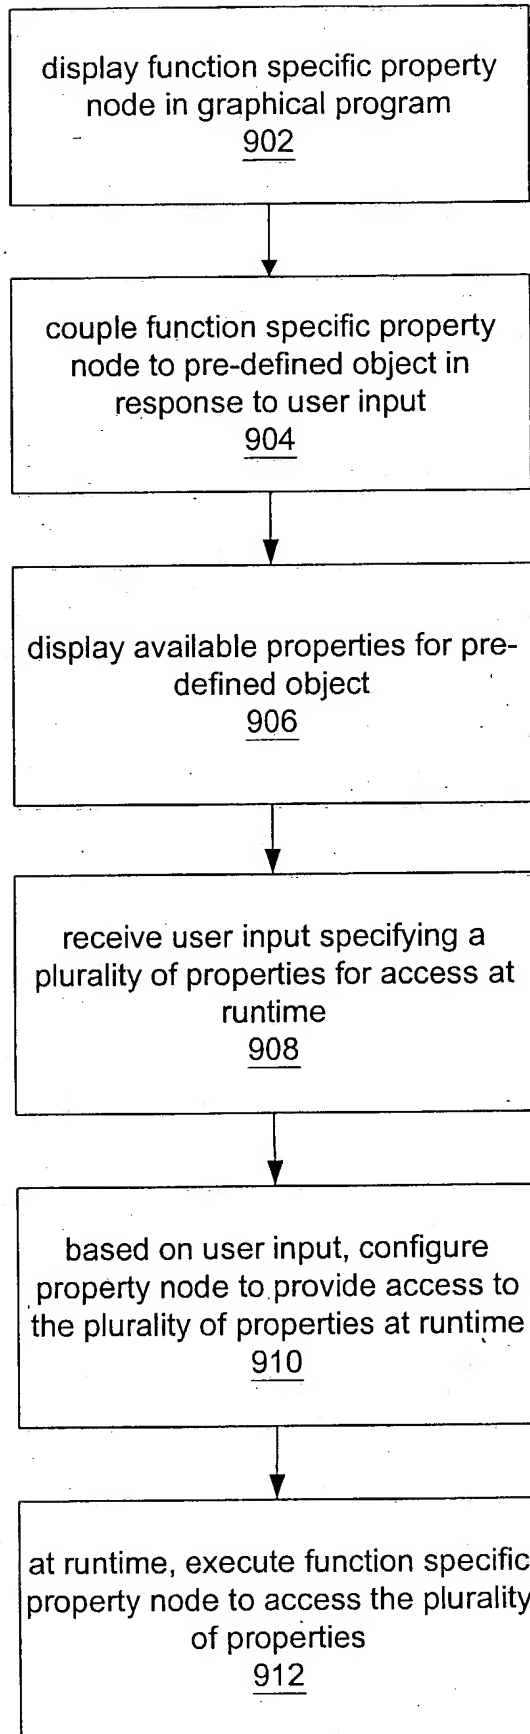 display function specific property
node in graphical program
902
couple function specific property
node to pre-defined object in
response to user input
904
display available properties for pre-
defined object
906
receive user input specifying a
plurality of properties for access at
runtime
908
based on user input, configure
property node to provide access to
the plurality of properties at runtime
910
at runtime, execute function specific
property node to access the plurality
of properties
912